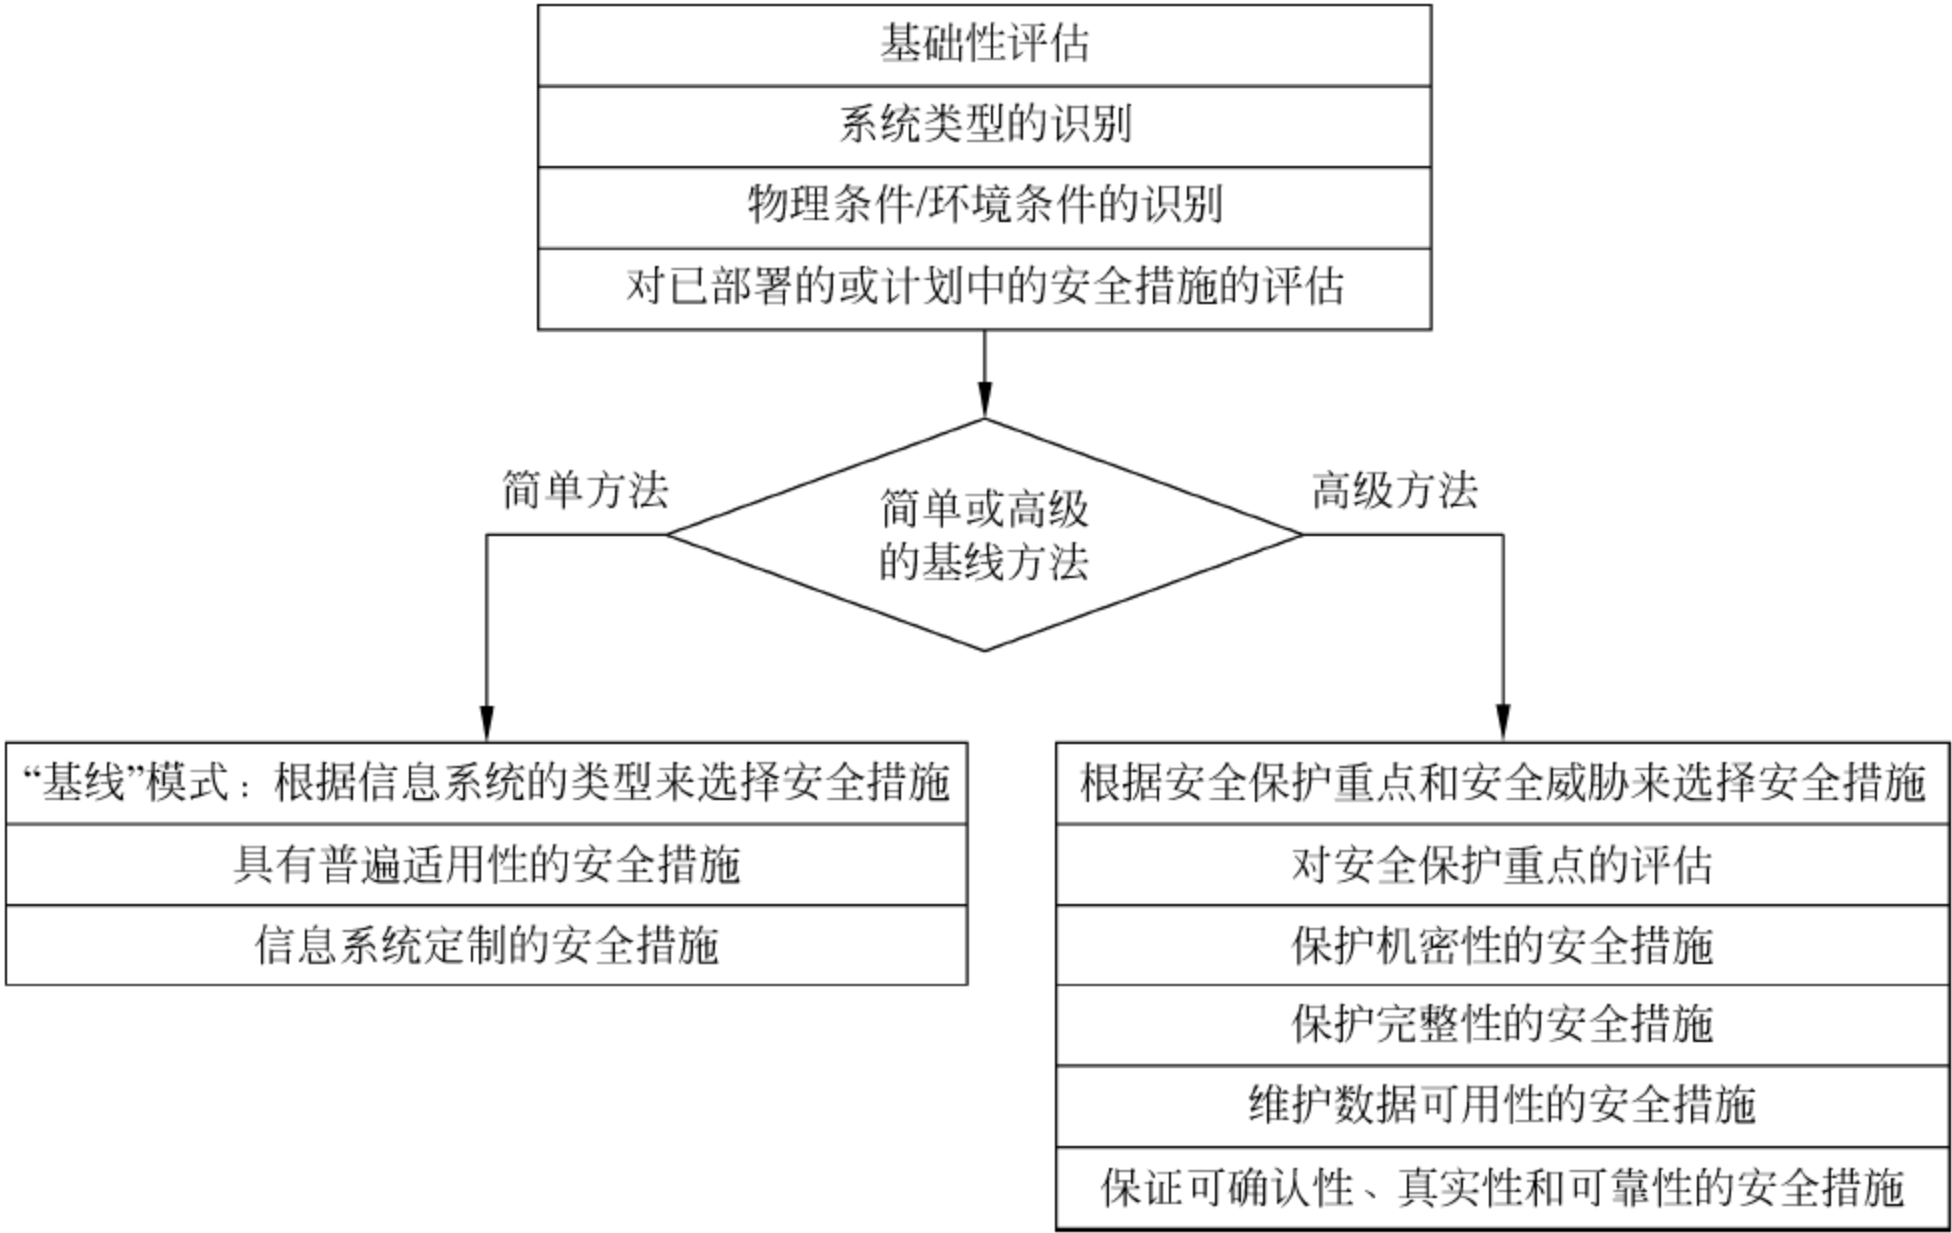 基础性评估
系统类型的识别
物理条件/环境条件的识别
对已部署的或计划中的安全措施的评估
简单方法
简单或高级
的基线方法
高级方法
“基线”模式：根据信息系统的类型来选择安全措施
具有普遍适用性的安全措施
信息系统定制的安全措施
根据安全保护重点和安全威胁来选择安全措施
对安全保护重点的评估
保护机密性的安全措施
保护完整性的安全措施
维护数据可用性的安全措施
保证可确认性、真实性和可靠性的安全措施